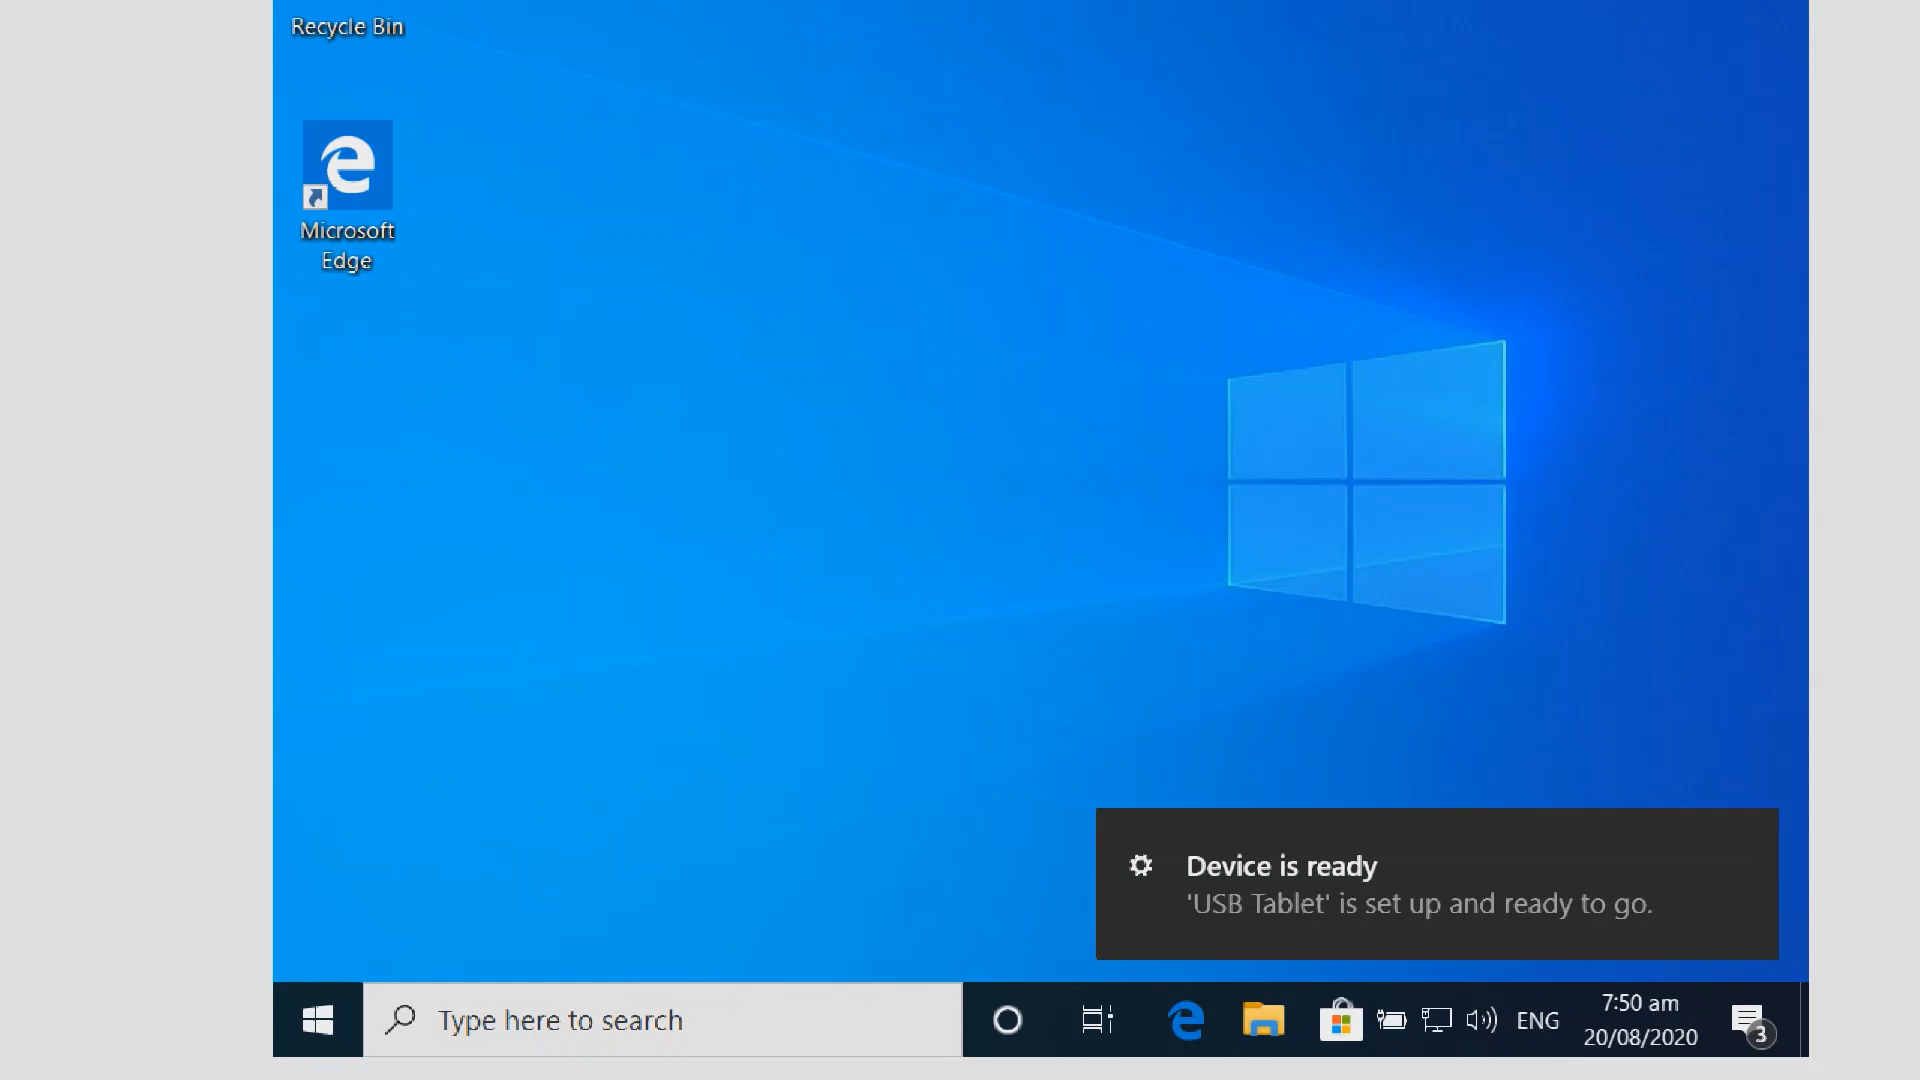 Recycle Bin
Microsoft
Edge
Device is ready
'USB Tablet' is set up and ready to go.
Type here to search
ENG
7:50 am
20/08/2020
3